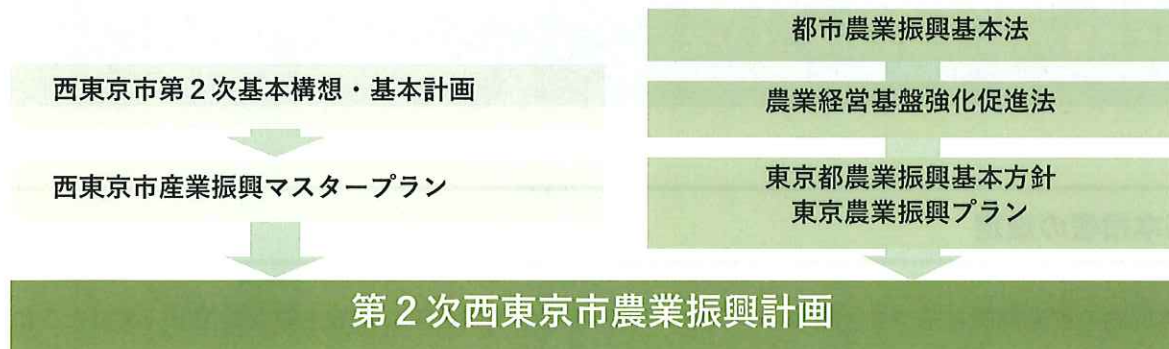 西東京市第２次基本構想・基本計画
西東京市産業振興マスタープラン
都市農業振興基本法
農業経営基盤強化促進法
東京都農業振興基本方針
東京農業振興プラン
第２次西東京市農業振興計画